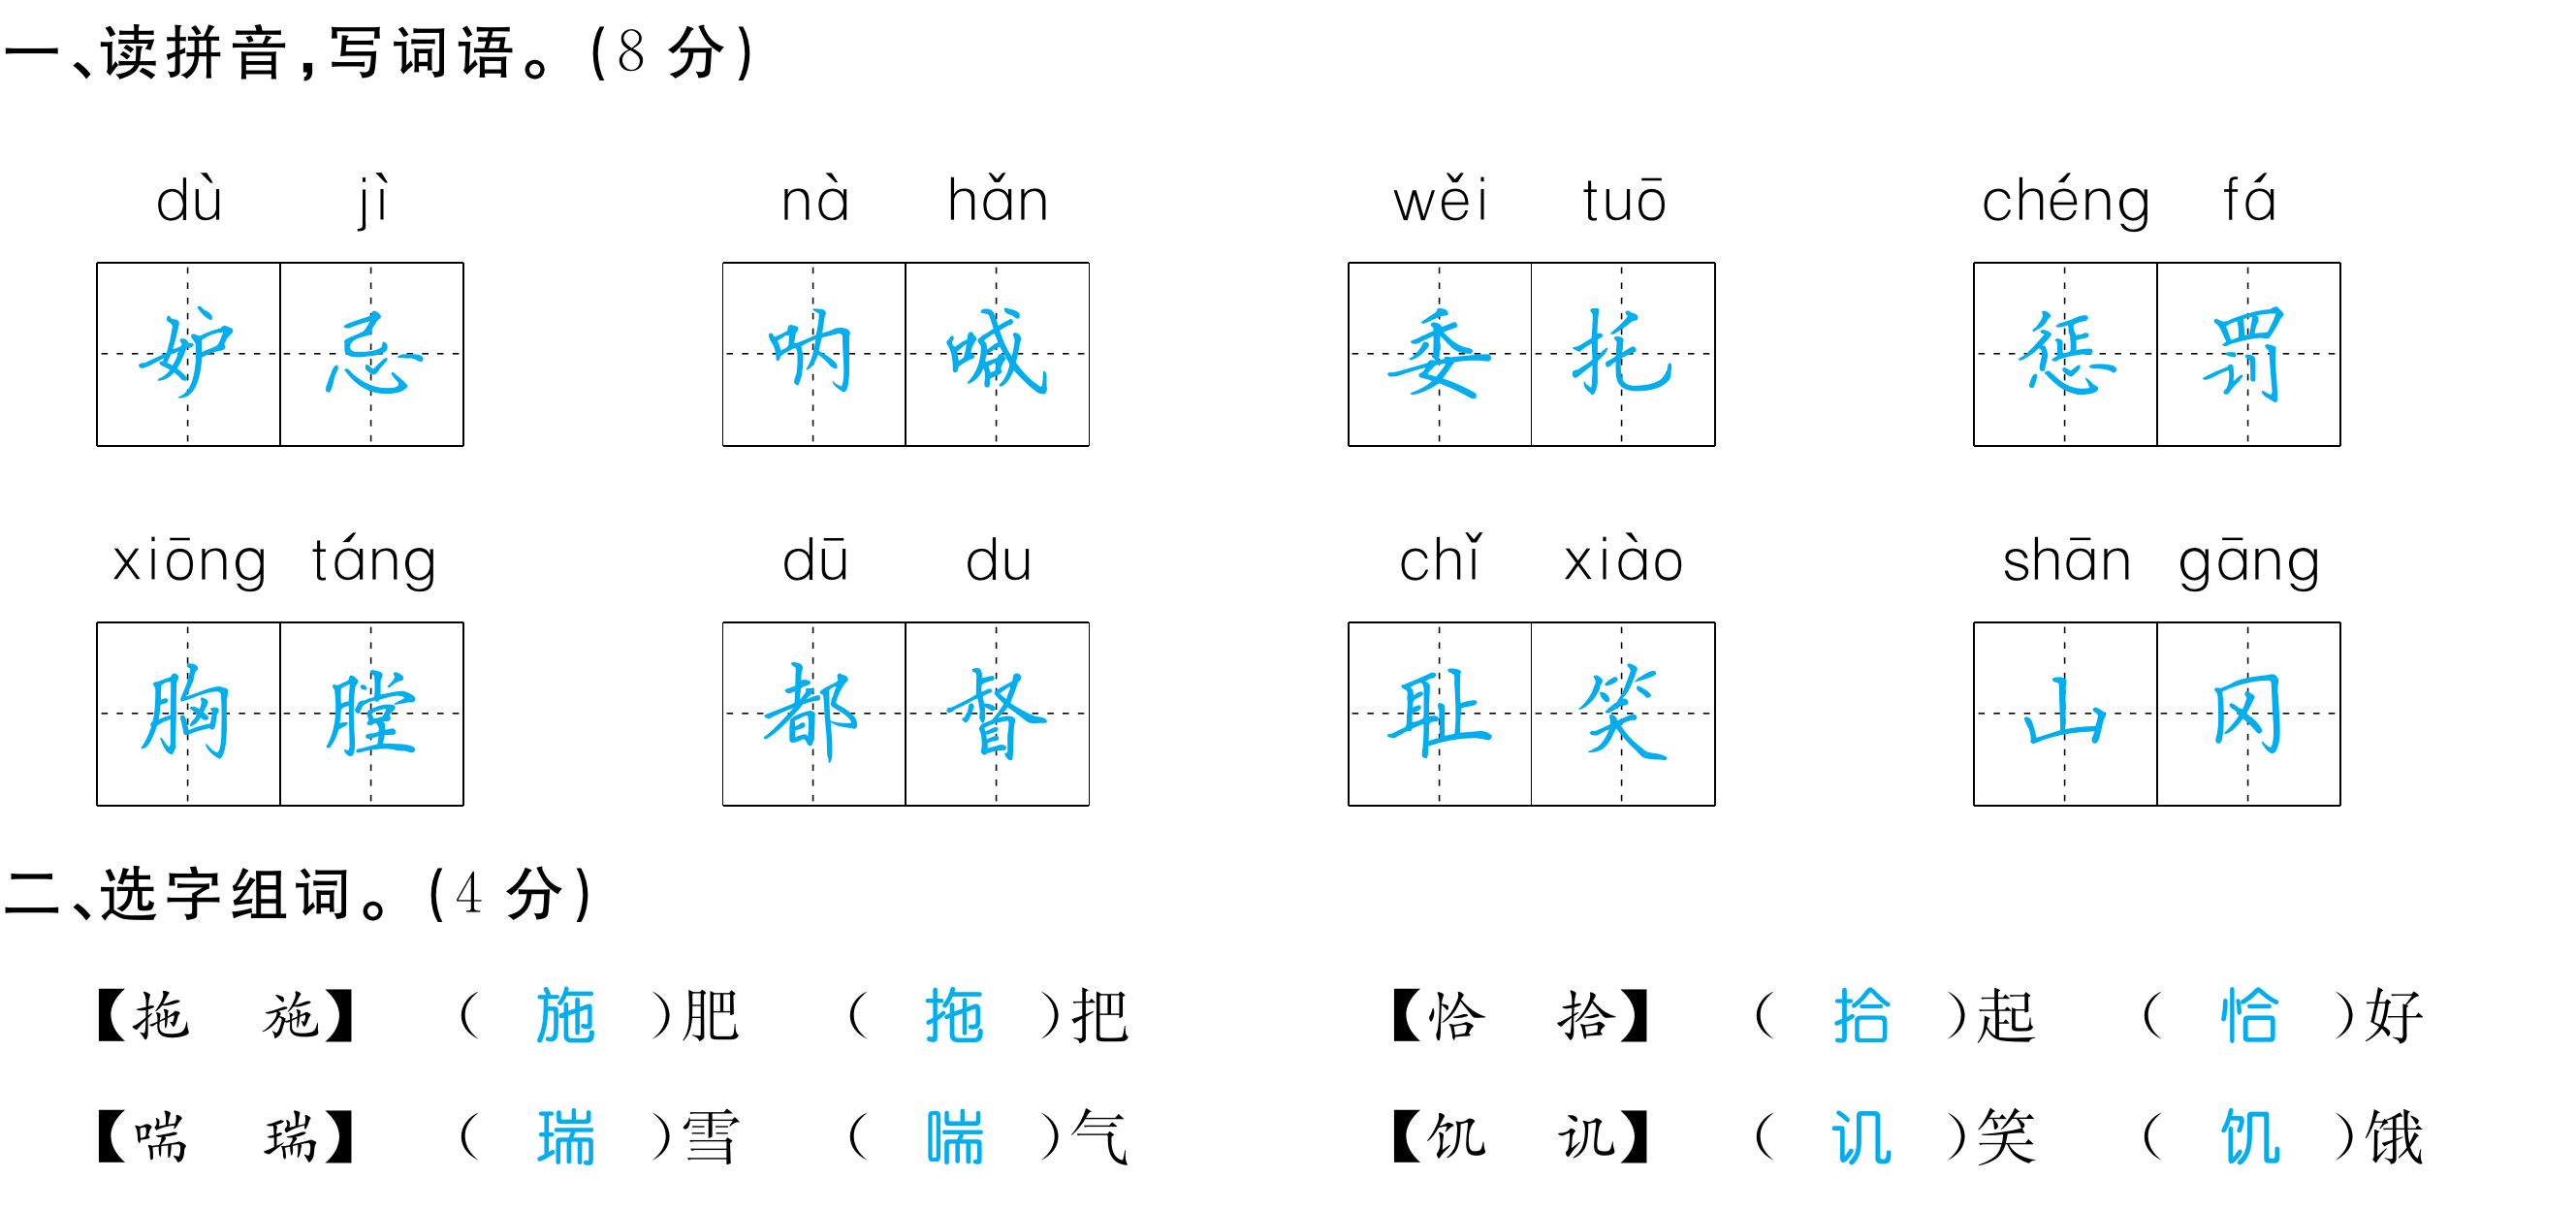 一、读拼音,写词语。(8 分)
dù jì nà hǎn wěi tuō chéng fá
妒忌 呐喊 委托 惩罚
xiōng táng dū du chǐ xiào shān gāng
胸膛 都督 耻笑 山冈
二、选字组词。(4 分)
【拖 施】 ( 施 )肥 ( 拖 )把 【恰 拾】 ( 拾 )起 ( 恰 )好
【喘 瑞】 ( 瑞 )雪 ( 喘 )气 【饥 讥】 ( 讥 )笑 ( 饥 )饿